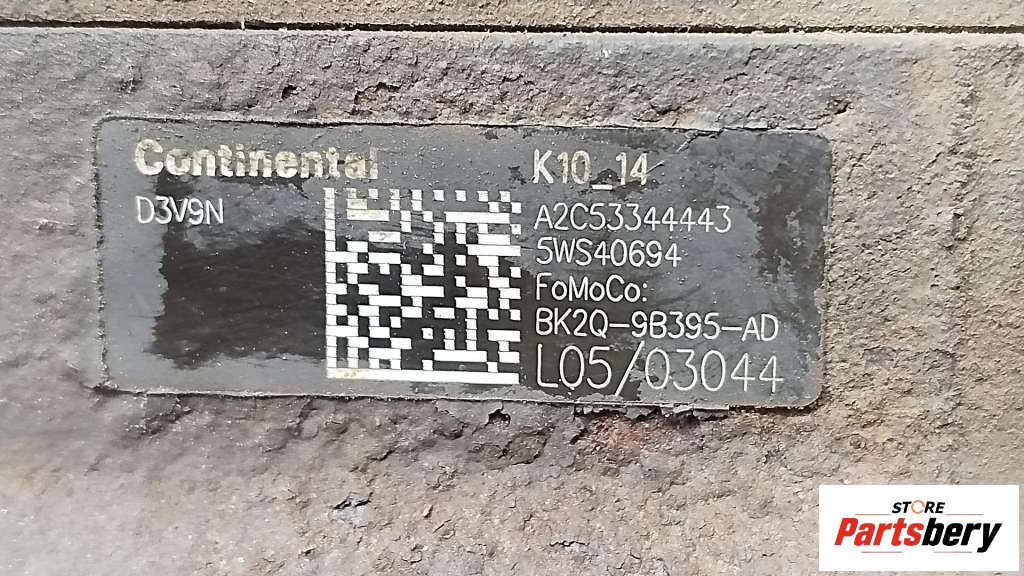 Continental
D3V9N
K10_14
A2C53344443
5WS40694
FoMoCo:
BK2Q-9B395-AD
L05/03044
STORE
Partsbery